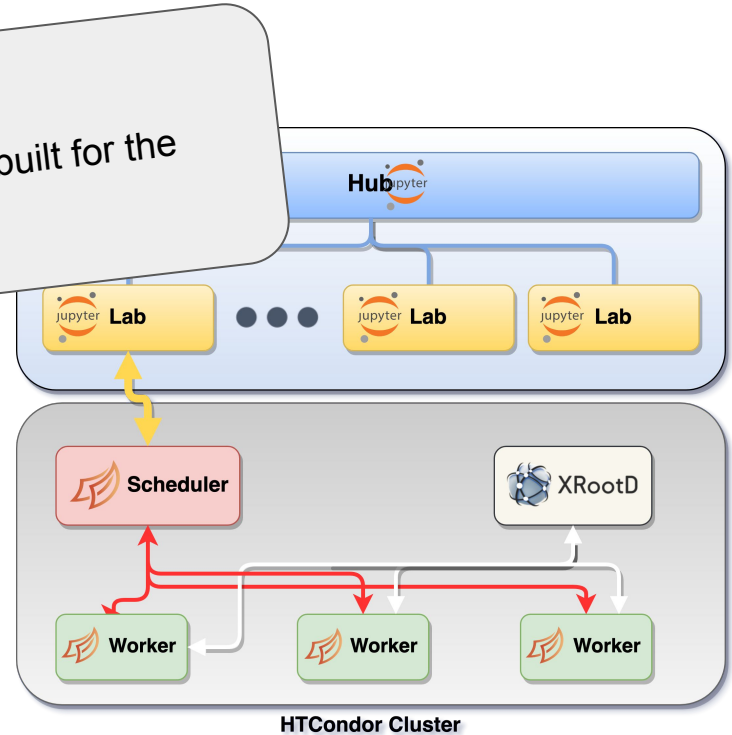 built for the
Hub jupyter
jupyter Lab
jupyter Lab
jupyter Lab
Scheduler
XRootD
Worker
Worker
Worker
HTCondor Cluster